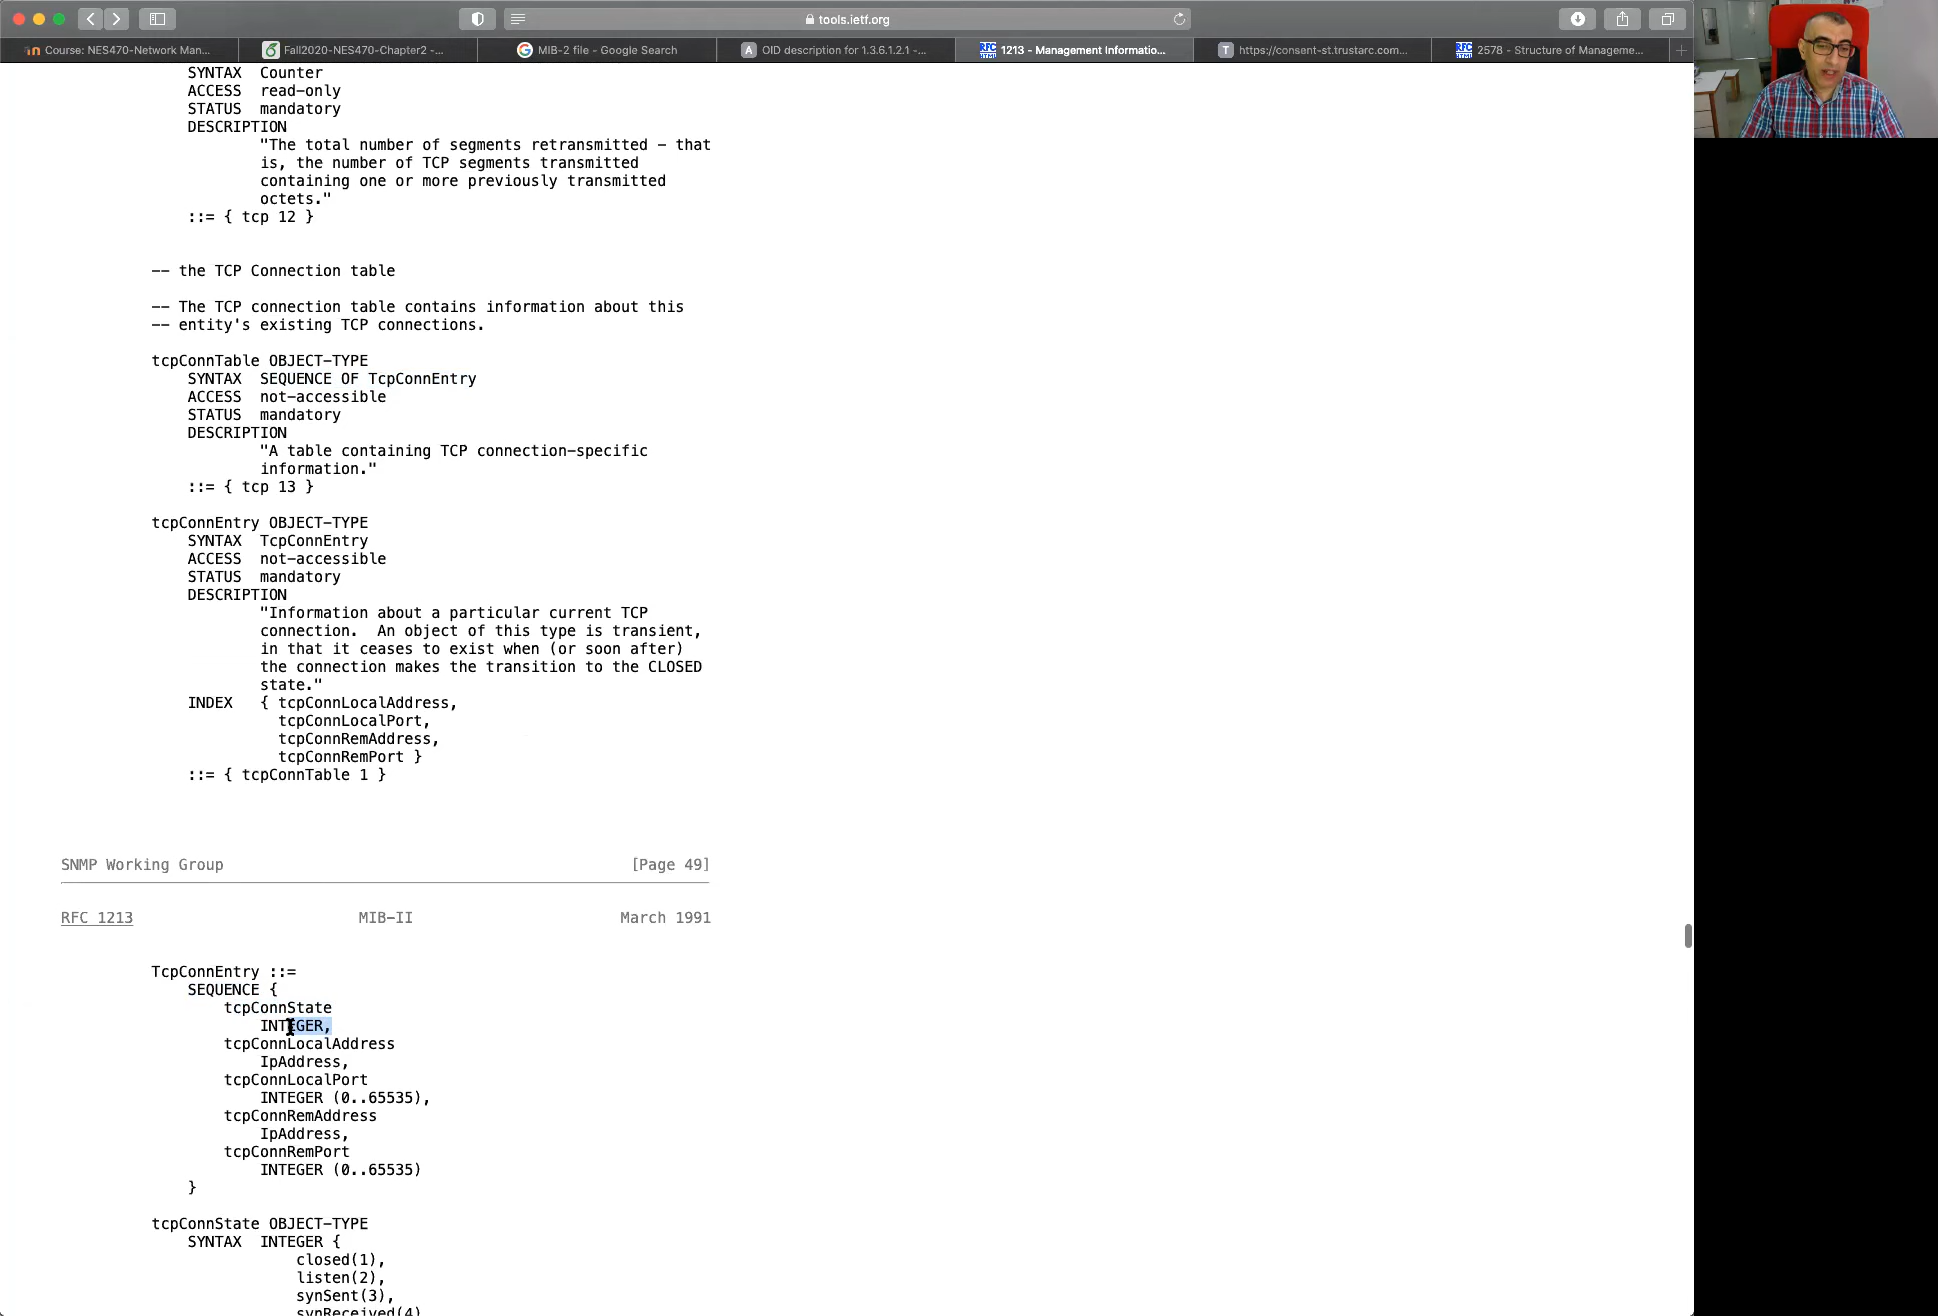 tools.ietf.org
Course: NES470-Network Man...
Fall2020-NES470-Chapter2 -...
MIB-2 file - Google Search
A OID description for 1.3.6.1.2.1 -...
RFC 1213 - Management Informatio...
T https://consent-st.trustarc.com...
RFC 2578 - Structure of Manageme...
SYNTAX  Counter
ACCESS  read-only
STATUS  mandatory
DESCRIPTION
"The total number of segments retransmitted - that
is, the number of TCP segments transmitted
containing one or more previously transmitted
octets."
::= { tcp 12 }
-- the TCP Connection table
-- The TCP connection table contains information about this
-- entity's existing TCP connections.
tcpConnTable OBJECT-TYPE
SYNTAX  SEQUENCE OF TcpConnEntry
ACCESS  not-accessible
STATUS  mandatory
DESCRIPTION
"A table containing TCP connection-specific
information."
::= { tcp 13 }
tcpConnEntry OBJECT-TYPE
SYNTAX  TcpConnEntry
ACCESS  not-accessible
STATUS  mandatory
DESCRIPTION
"Information about a particular current TCP
connection.  An object of this type is transient,
in that it ceases to exist when (or soon after)
the connection makes the transition to the CLOSED
state."
INDEX   { tcpConnLocalAddress,
tcpConnLocalPort,
tcpConnRemAddress,
tcpConnRemPort }
::= { tcpConnTable 1 }
SNMP Working Group [Page 49]
RFC 1213 MIB-II March 1991
TcpConnEntry ::=
SEQUENCE {
tcpConnState
INTEGER,
tcpConnLocalAddress
IpAddress,
tcpConnLocalPort
INTEGER (0..65535),
tcpConnRemAddress
IpAddress,
tcpConnRemPort
INTEGER (0..65535)
}
tcpConnState OBJECT-TYPE
SYNTAX  INTEGER {
closed(1),
listen(2),
synSent(3),
synReceived(4)